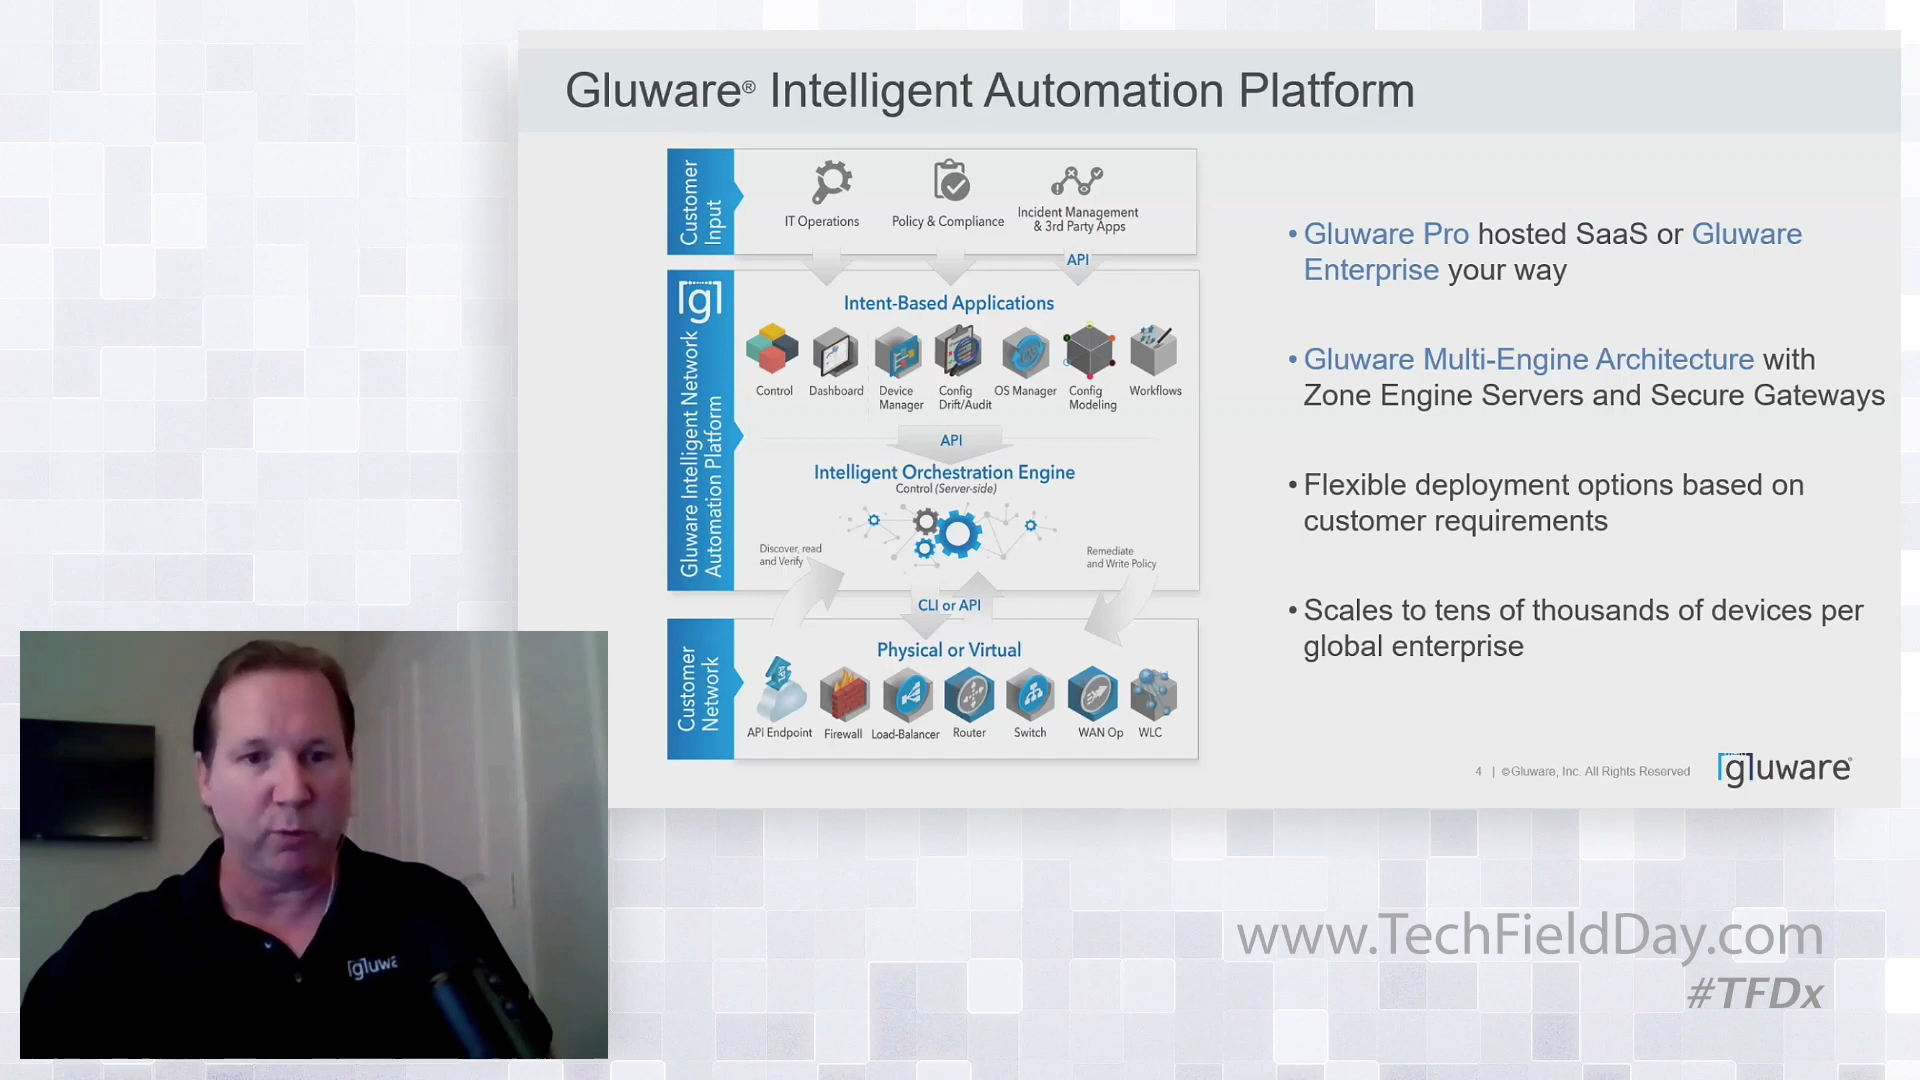 Gluware® Intelligent Automation Platform
Customer
Input
IT Operations
Policy & Compliance
Incident Management
& 3rd Party Apps
API
[g]
Gluware Intelligent Network
Automation Platform
Intent-Based Applications
Control
Dashboard
Device
Manager
Config
Drift/Audit
OS Manager
Config
Modeling
Workflows
API
Intelligent Orchestration Engine
Control (Server-side)
Discover, read
and Verify
Remediate
and Write Policy
CLI or API
Customer
Network
Physical or Virtual
API
API Endpoint
Firewall
Load-Balancer
Router
Switch
WAN Op
WLC
• Gluware Pro hosted SaaS or Gluware
Enterprise your way
• Gluware Multi-Engine Architecture with
Zone Engine Servers and Secure Gateways
• Flexible deployment options based on
customer requirements
• Scales to tens of thousands of devices per
global enterprise
4 | ©Gluware, Inc. All Rights Reserved
[g]luware®
[g]luwa
www.TechFieldDay.com
#TFDx